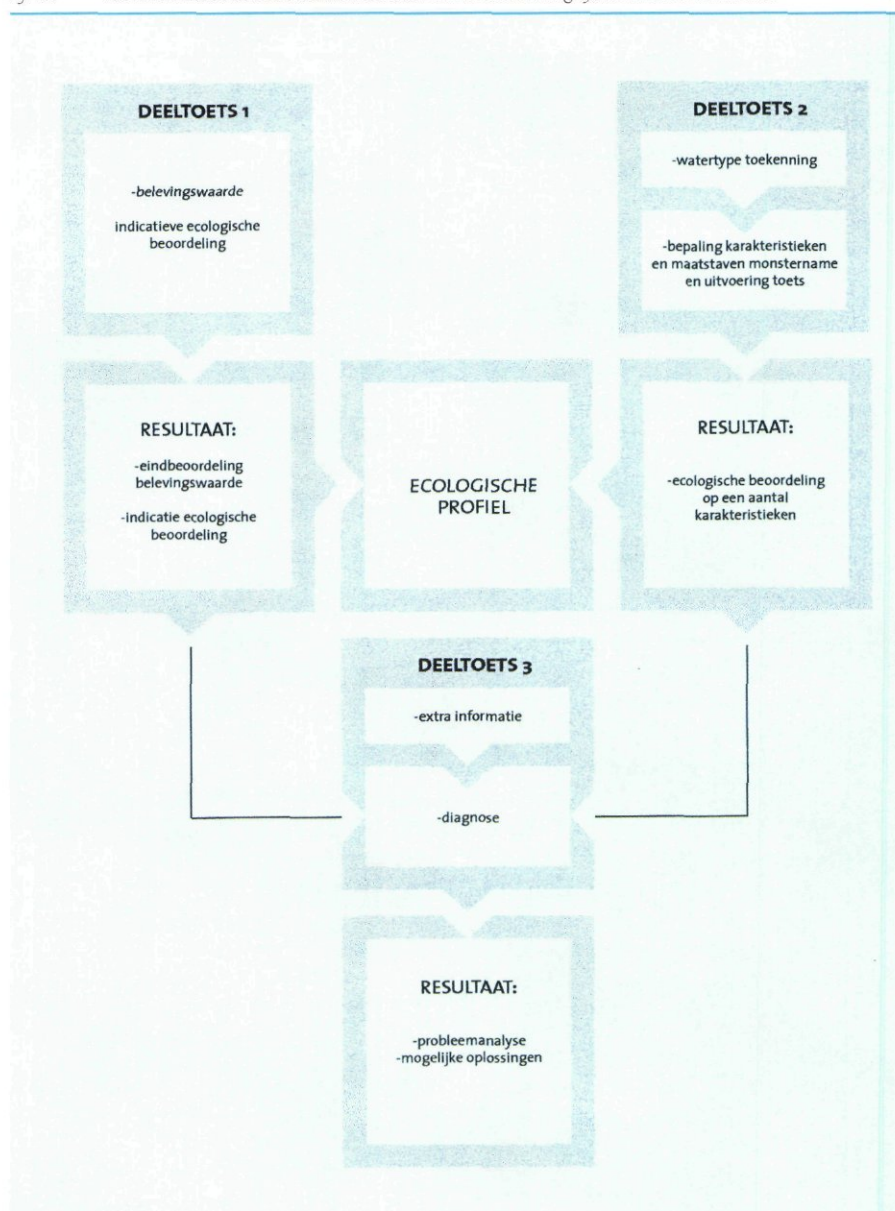 DEELTOETS 1
-belevingswaarde
indicatieve ecologische
beoordeling
DEELTOETS 2
-watertype toekenning
-bepaling karakteristieken
en maatstaven monstername
en uitvoering toets
RESULTAAT:
-eindbeoordeling
belevingswaarde
-indicatie ecologische
beoordeling
ECOLOGISCHE
PROFIEL
RESULTAAT:
-ecologische beoordeling
op een aantal
karakteristieken
DEELTOETS 3
-extra informatie
-diagnose
RESULTAAT:
-probleemanalyse
-mogelijke oplossingen